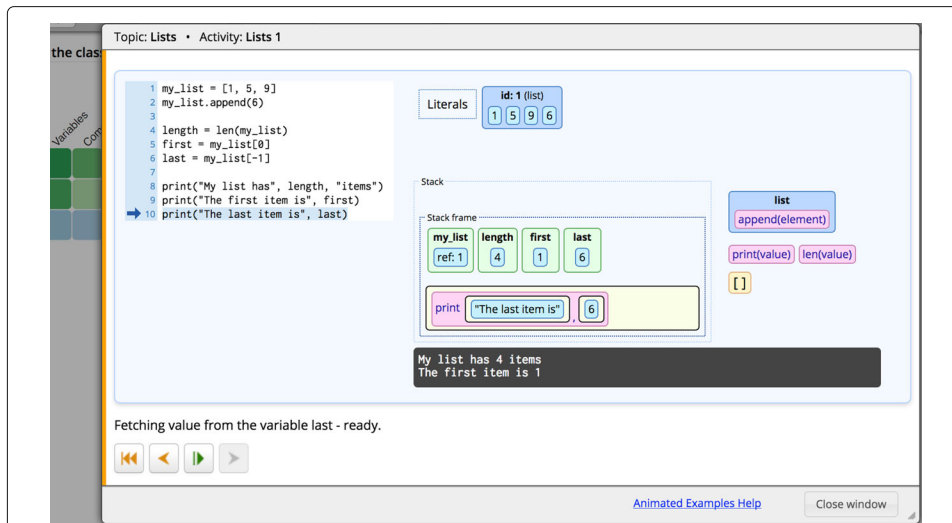 Topic: Lists • Activity: Lists 1
the clas
Variables
Com
1 my_list = [1, 5, 9]
2 my_list.append(6)
3
4 length = len(my_list)
5 first = my_list[0]
6 last = my_list[-1]
7
8 print("My list has", length, "items")
9 print("The first item is", first)
10 print("The last item is", last)
Literals
id: 1 (list)
1 5 9 6
Stack
Stack frame
my_list length first last
ref: 1 4 1 6
print "The last item is" , 6
list
append(element)
print(value) len(value)
[ ]
My list has 4 items
The first item is 1
Fetching value from the variable last - ready.
Animated Examples Help
Close window